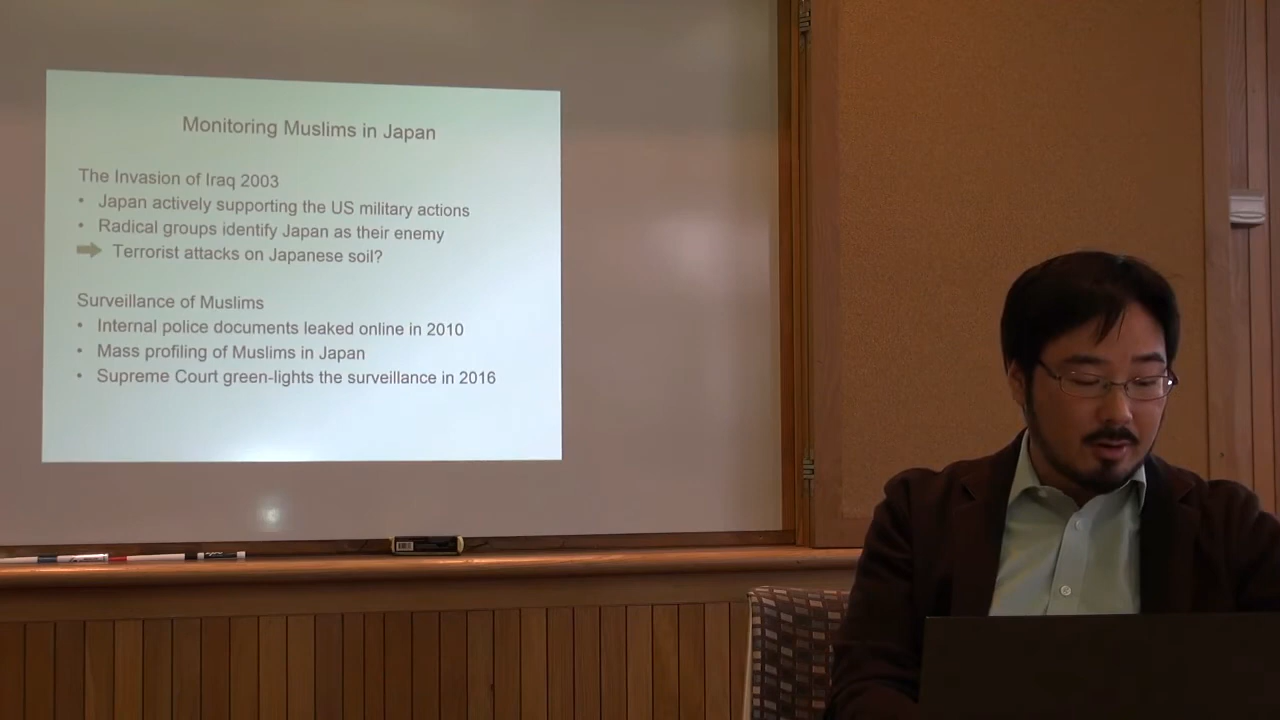 Monitoring Muslims in Japan
The Invasion of Iraq 2003
• Japan actively supporting the US military actions
• Radical groups identify Japan as their enemy
Terrorist attacks on Japanese soil?
Surveillance of Muslims
• Internal police documents leaked online in 2010
• Mass profiling of Muslims in Japan
• Supreme Court green-lights the surveillance in 2016